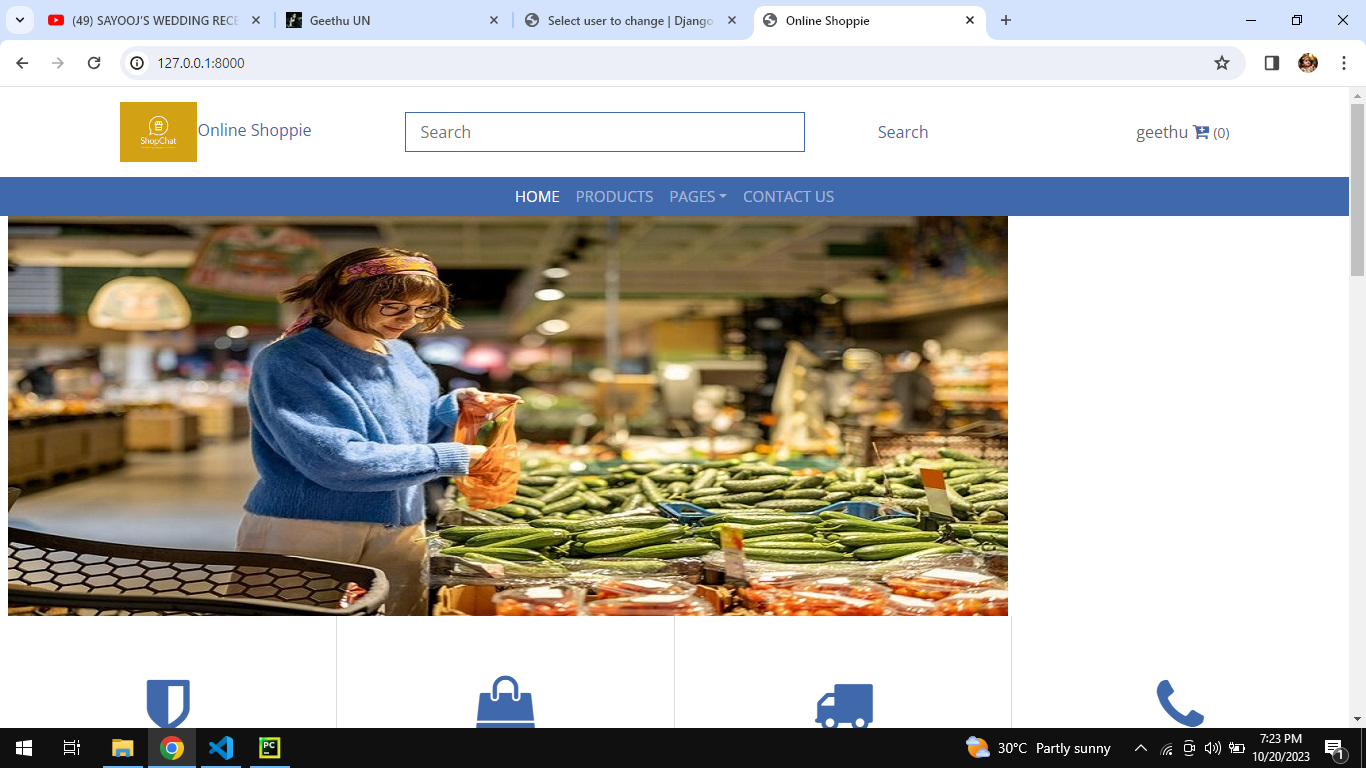 (49) SAYOOJ'S WEDDING RECE
Geethu UN
Select user to change | Django
Online Shoppie
127.0.0.1:8000
ShopChat
Online Shoppie
Search
Search
geethu (0)
HOME
PRODUCTS
PAGES
CONTACT US
PC
30°C Partly sunny
7:23 PM
10/20/2023
1